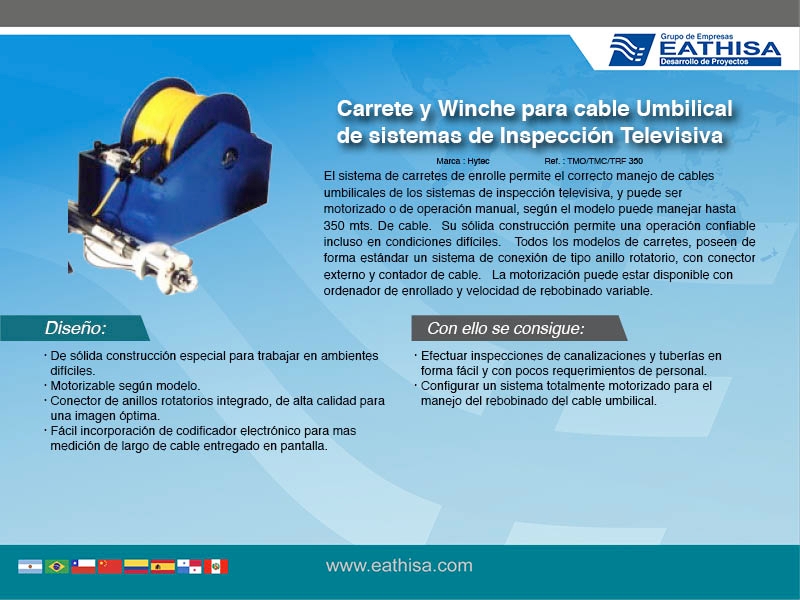 Grupo de Empresas
EATHISA
Desarrollo de Proyectos
Carrete y Winche para cable Umbilical
de sistemas de Inspección Televisiva
Marca : Hytec Ref. : TMO/TMC/TRF 350
El sistema de carretes de enrolle permite el correcto manejo de cables
umbilicales de los sistemas de inspección televisiva, y puede ser
motorizado o de operación manual, según el modelo puede manejar hasta
350 mts. De cable. Su sólida construcción permite una operación confiable
incluso en condiciones difíciles. Todos los modelos de carretes, poseen de
forma estándar un sistema de conexión de tipo anillo rotatorio, con conector
externo y contador de cable. La motorización puede estar disponible con
ordenador de enrollado y velocidad de rebobinado variable.
Diseño:
· De sólida construcción especial para trabajar en ambientes
difíciles.
· Motorizable según modelo.
· Conector de anillos rotatorios integrado, de alta calidad para
una imagen óptima.
· Fácil incorporación de codificador electrónico para mas
medición de largo de cable entregado en pantalla.
Con ello se consigue:
· Efectuar inspecciones de canalizaciones y tuberías en
forma fácil y con pocos requerimientos de personal.
· Configurar un sistema totalmente motorizado para el
manejo del rebobinado del cable umbilical.
www.eathisa.com